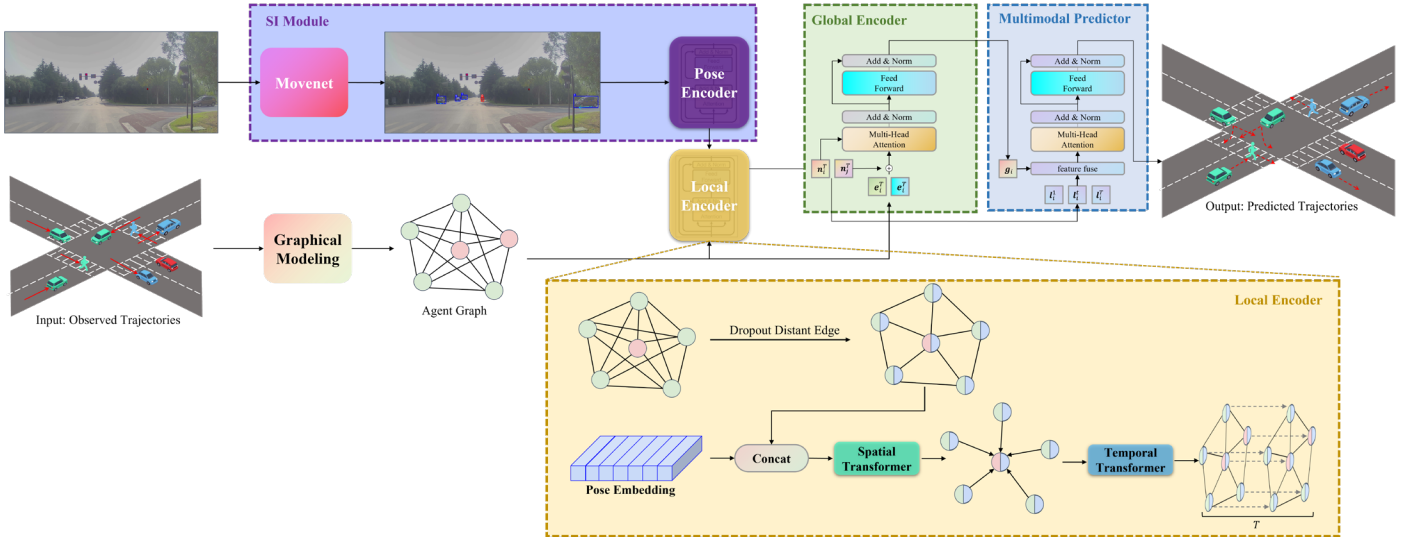 SI Module
Movenet
Pose
Encoder
Local
Encoder
Input: Observed Trajectories
Graphical
Modeling
Agent Graph
Global Encoder
Add & Norm
Feed
Forward
Add & Norm
Multi-Head
Attention
Multimodal Predictor
Add & Norm
Feed
Forward
Add & Norm
Multi-Head
Attention
feature fuse
Output: Predicted Trajectories
Local Encoder
Dropout Distant Edge
Pose Embedding
Concat
Spatial
Transformer
Temporal
Transformer
T